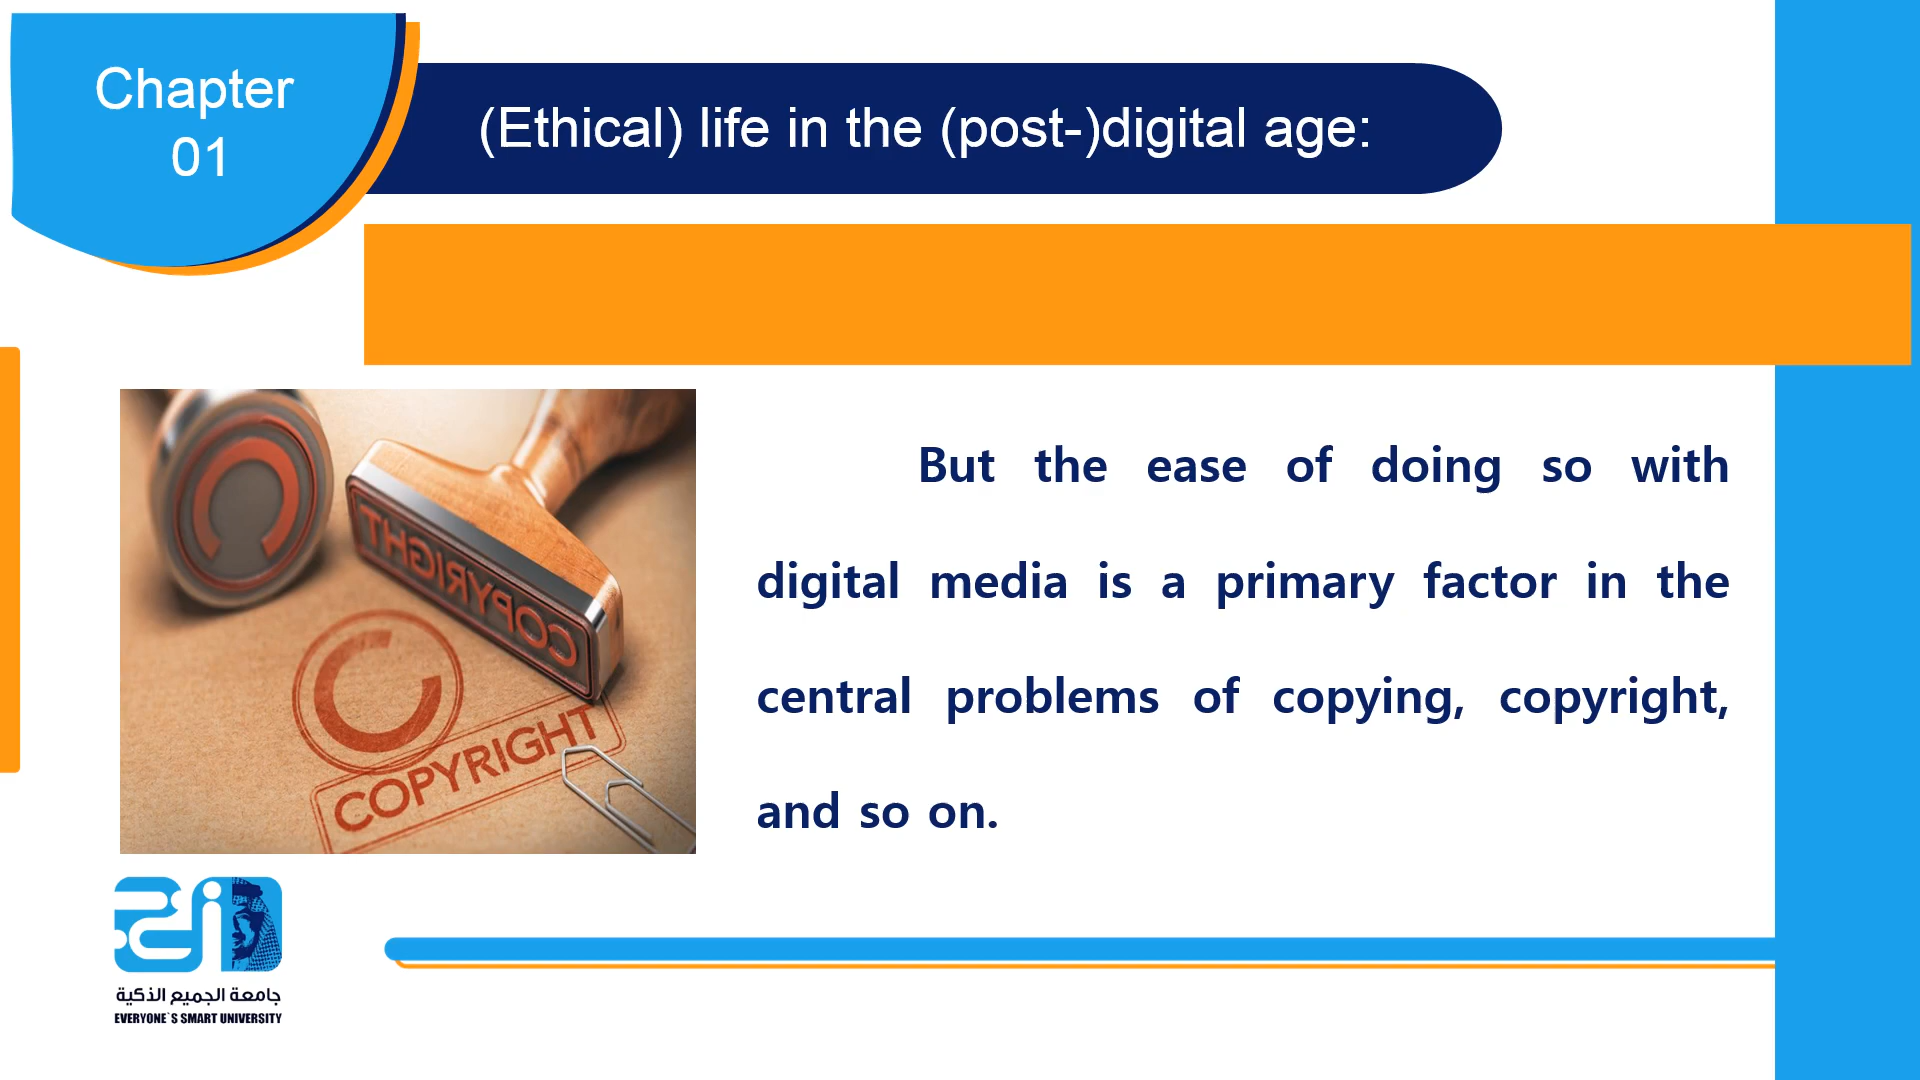 Chapter
01
(Ethical) life in the (post-)digital age:
COPYRIGHT
COPYRIGHT
But the ease of doing so with
digital media is a primary factor in the
central problems of copying, copyright,
and so on.
جامعة الجميع الذكية
EVERYONE`S SMART UNIVERSITY